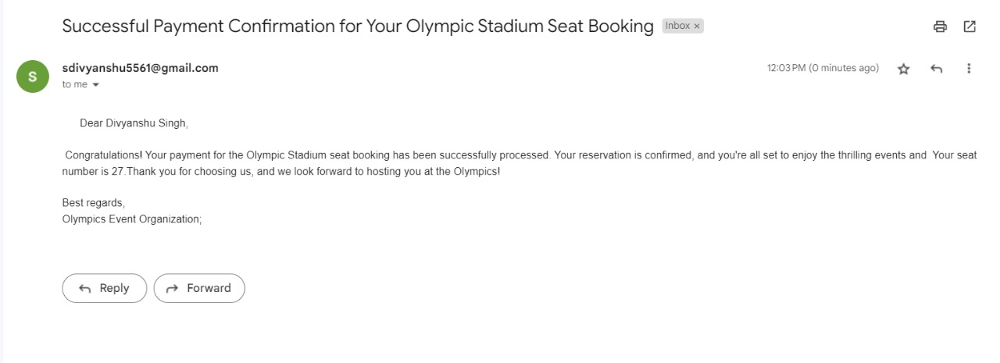 Successful Payment Confirmation for Your Olympic Stadium Seat Booking Inbox ×
S
sdivyanshu5561@gmail.com 12:03 PM (0 minutes ago)
to me
Dear Divyanshu Singh,
Congratulations! Your payment for the Olympic Stadium seat booking has been successfully processed. Your reservation is confirmed, and you're all set to enjoy the thrilling events and Your seat
number is 27.Thank you for choosing us, and we look forward to hosting you at the Olympics!
Best regards,
Olympics Event Organization;
Reply Forward